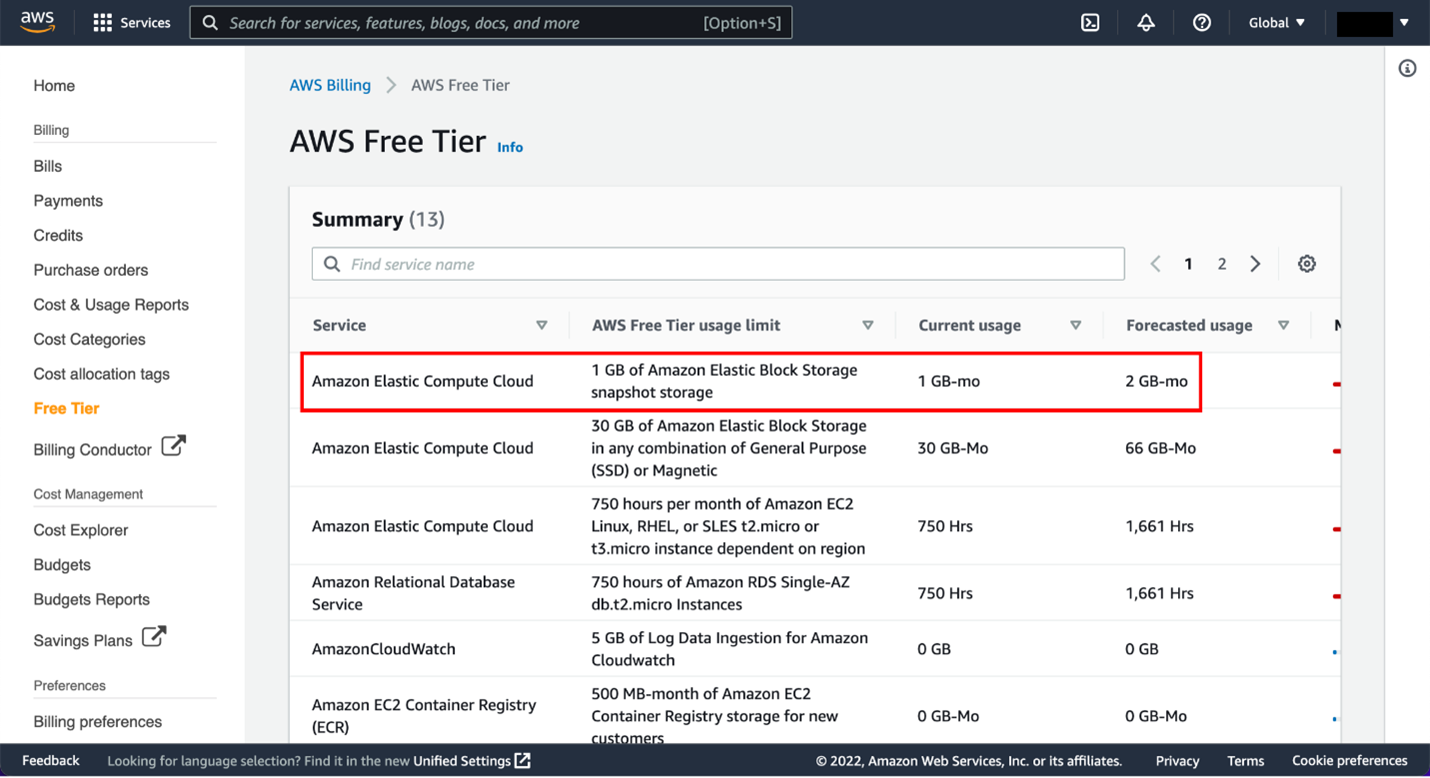 aws
Services
Search for services, features, blogs, docs, and more
[Option+S]
Global
Home
Billing
Bills
Payments
Credits
Purchase orders
Cost & Usage Reports
Cost Categories
Cost allocation tags
Free Tier
Billing Conductor
Cost Management
Cost Explorer
Budgets
Budgets Reports
Savings Plans
Preferences
Billing preferences
AWS Billing
AWS Free Tier
AWS Free Tier Info
Summary (13)
Find service name
1 2
Service
AWS Free Tier usage limit
Current usage
Forecasted usage
Amazon Elastic Compute Cloud
1 GB of Amazon Elastic Block Storage
snapshot storage
1 GB-mo
2 GB-mo
Amazon Elastic Compute Cloud
30 GB of Amazon Elastic Block Storage
in any combination of General Purpose
(SSD) or Magnetic
30 GB-Mo
66 GB-Mo
Amazon Elastic Compute Cloud
750 hours per month of Amazon EC2
Linux, RHEL, or SLES t2.micro or
t3.micro instance dependent on region
750 Hrs
1,661 Hrs
Amazon Relational Database
Service
750 hours of Amazon RDS Single-AZ
db.t2.micro Instances
750 Hrs
1,661 Hrs
AmazonCloudWatch
5 GB of Log Data Ingestion for Amazon
Cloudwatch
0 GB
0 GB
Amazon EC2 Container Registry
(ECR)
500 MB-month of Amazon EC2
Container Registry storage for new
customers
0 GB-Mo
0 GB-Mo
Feedback
Looking for language selection? Find it in the new Unified Settings
© 2022, Amazon Web Services, Inc. or its affiliates.
Privacy
Terms
Cookie preferences